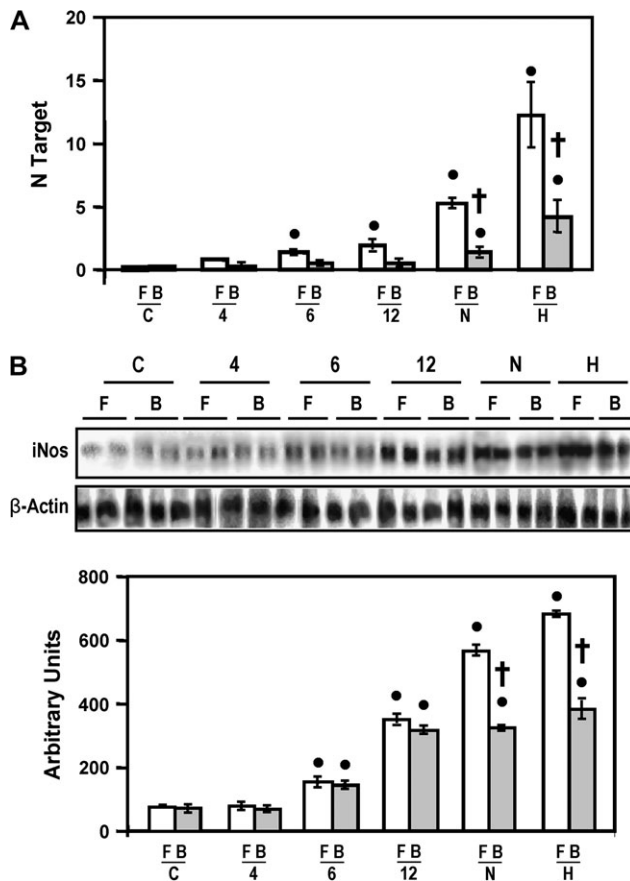 A
N Target
20
15
10
5
0
F B F B F B F B F B F B
C 4 6 12 N H
B
C 4 6 12 N H
F B F B F B F B F B F B
iNos
β-Actin
Arbitrary Units
800
600
400
200
0
F B F B F B F B F B F B
C 4 6 12 N H